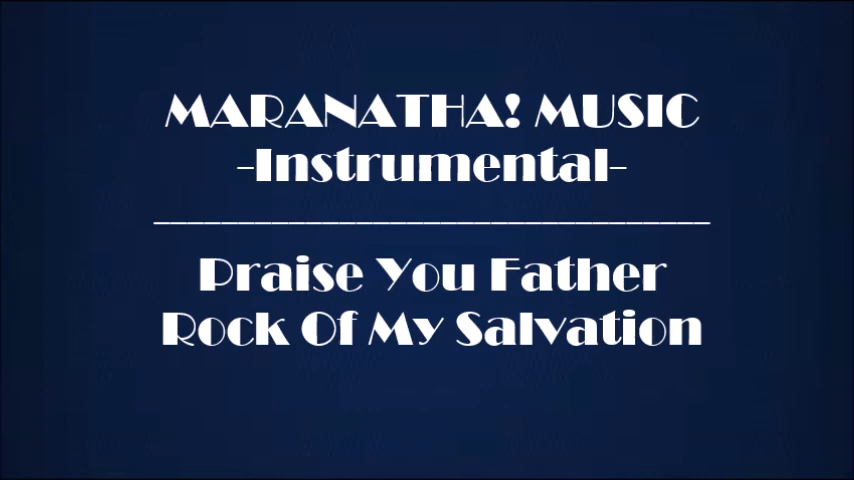 MARANATHA! MUSIC
-Instrumental-
Praise You Father
Rock Of My Salvation